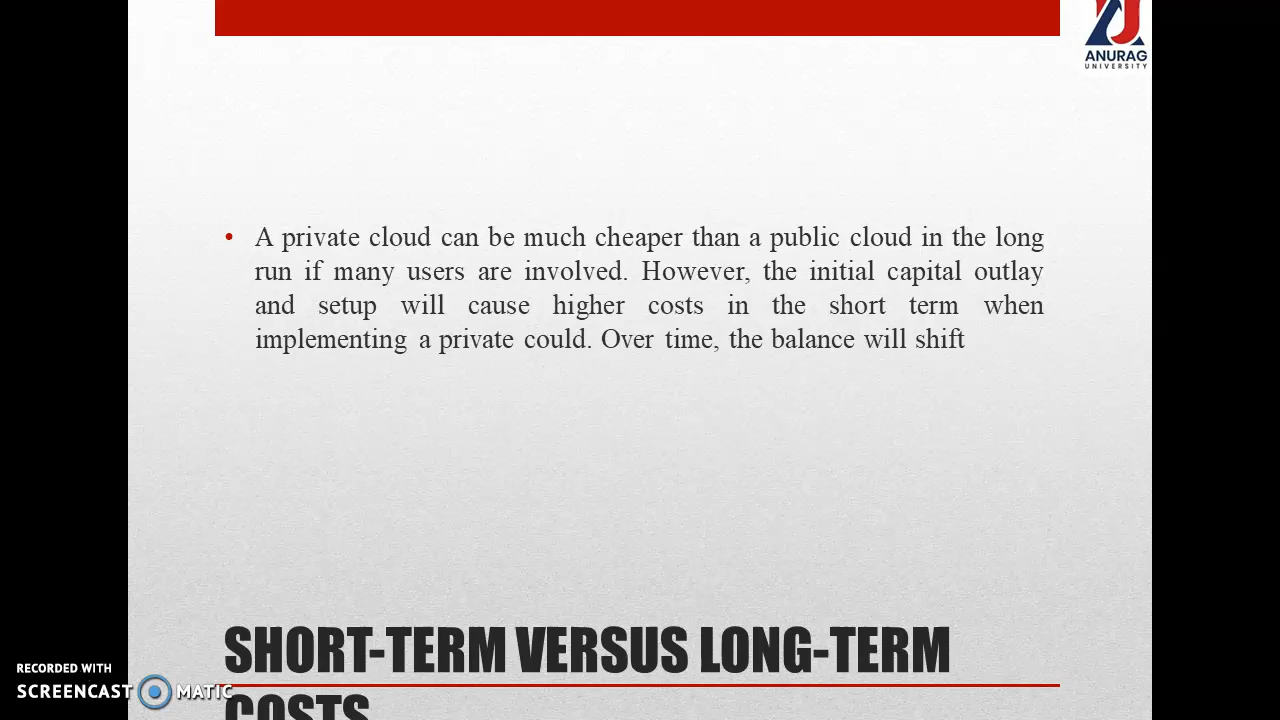 ANURAG
UNIVERSITY
• A private cloud can be much cheaper than a public cloud in the long
run if many users are involved. However, the initial capital outlay
and setup will cause higher costs in the short term when
implementing a private could. Over time, the balance will shift
SHORT-TERM VERSUS LONG-TERM
COSTS
RECORDED WITH
SCREENCAST MATIC